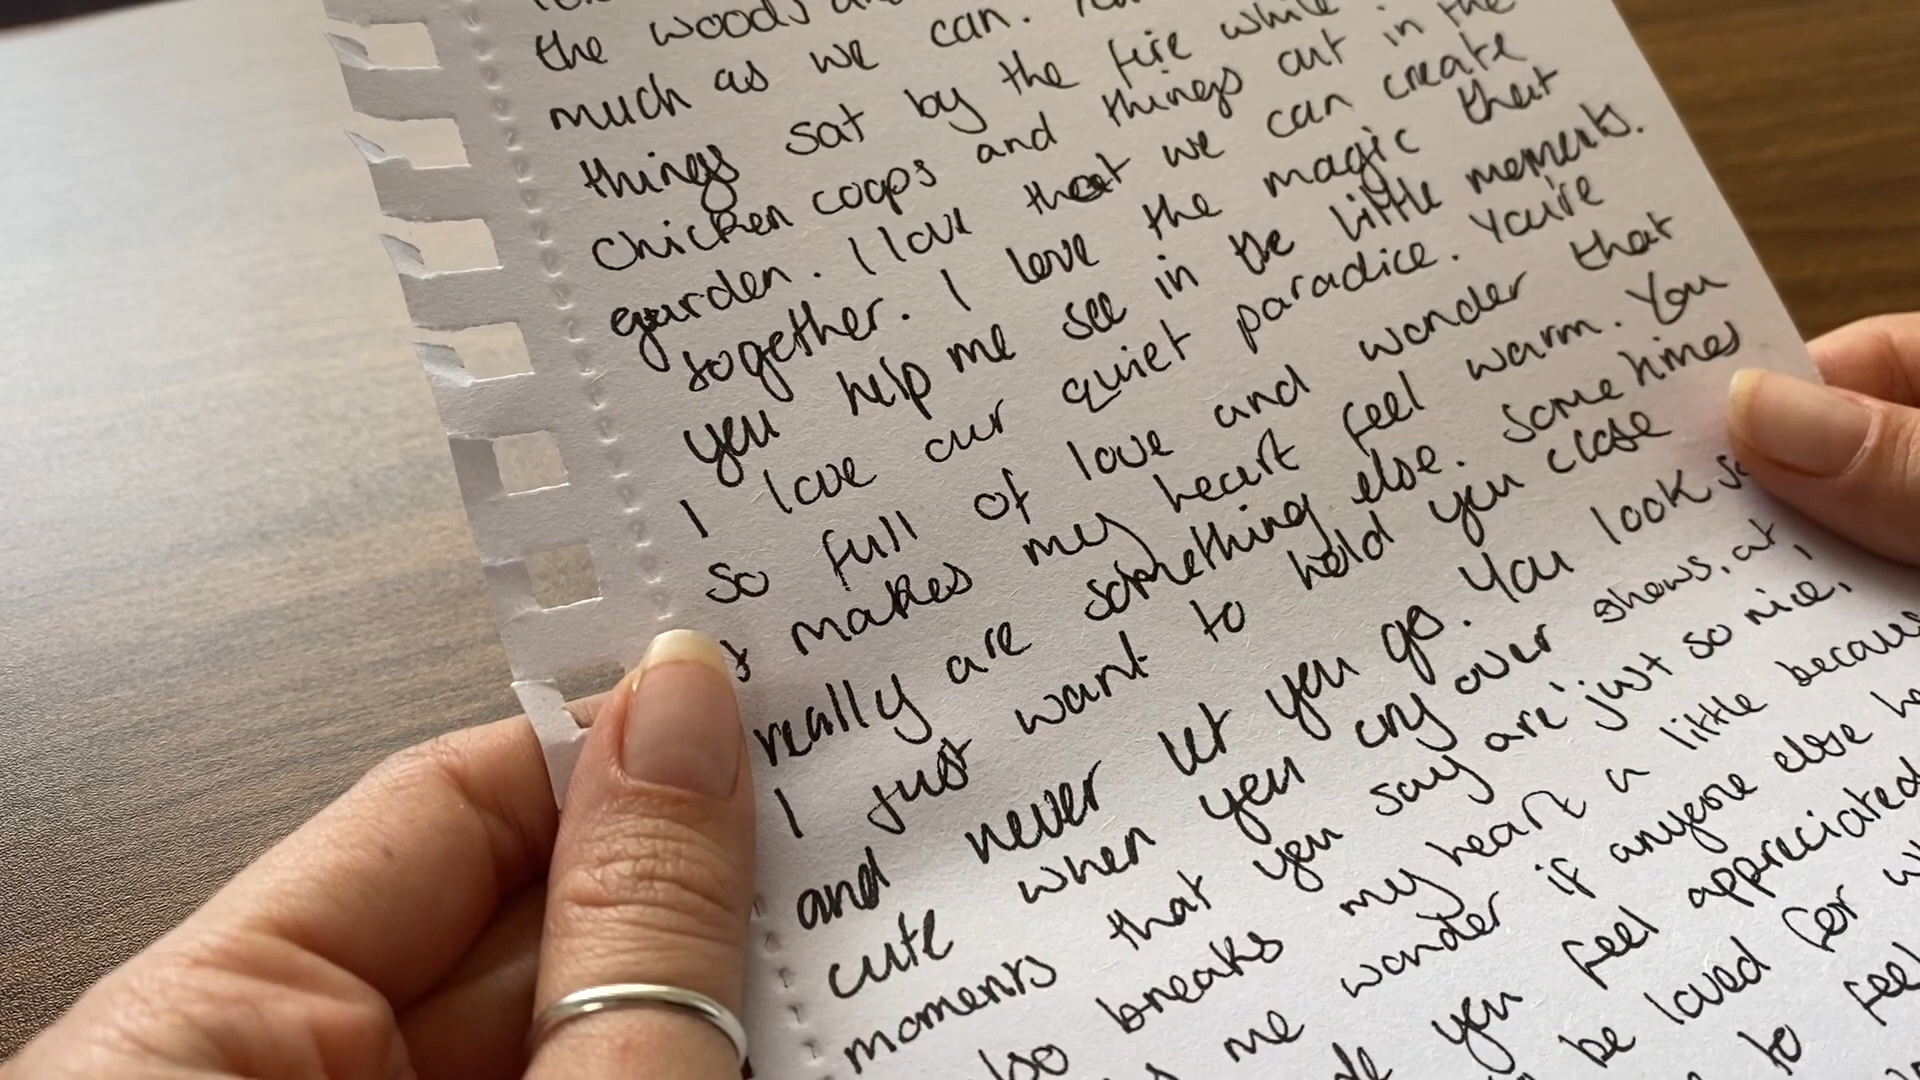 the woods
much as we can.
things sat by the fire while
chicken coops and things out in the
garden. I love that we can create
together. I love the magic that
you help me see in the little moments.
I love our quiet paradice. You're
so full of love and wonder that
it makes my heart feel warm. You
really are something else. Sometimes
I just want to hold you close
and never let you go. You look so
cute when you cry over shows, at
moments that you say are 'just so nice,'
also breaks my heart a little because
me wonder if anyone else ha
you feel appreciated
be loved for w
to feel